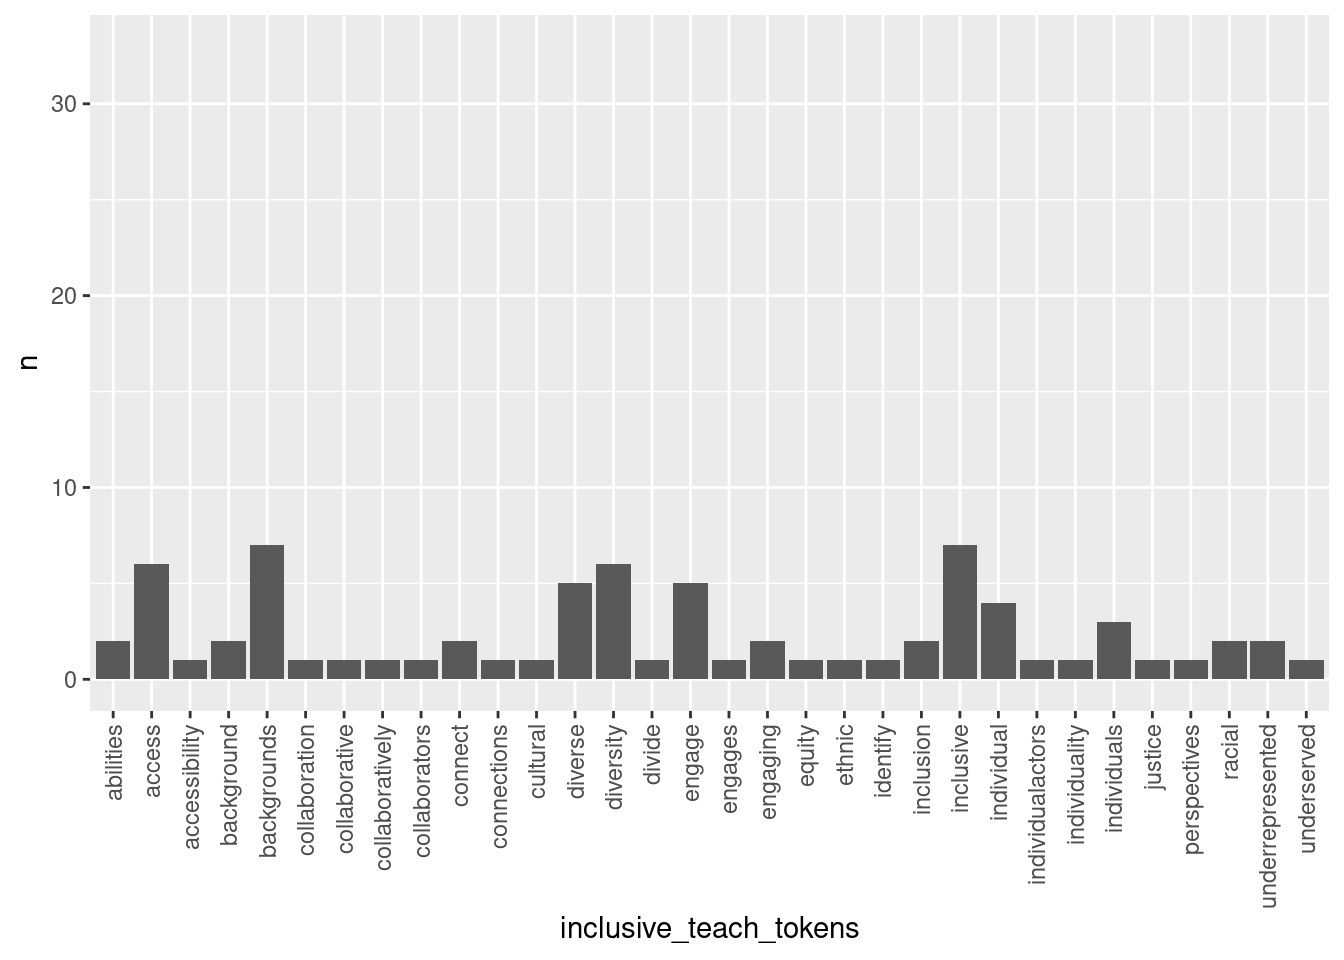 30
20
10
0
n
abilities
access
accessibility
background
backgrounds
collaboration
collaborative
collaboratively
collaborators
connect
connections
cultural
diverse
diversity
divide
engage
engages
engaging
equity
ethnic
identify
inclusion
inclusive
individual
individualactors
individuality
individuals
justice
perspectives
racial
underrepresented
underserved
inclusive_teach_tokens